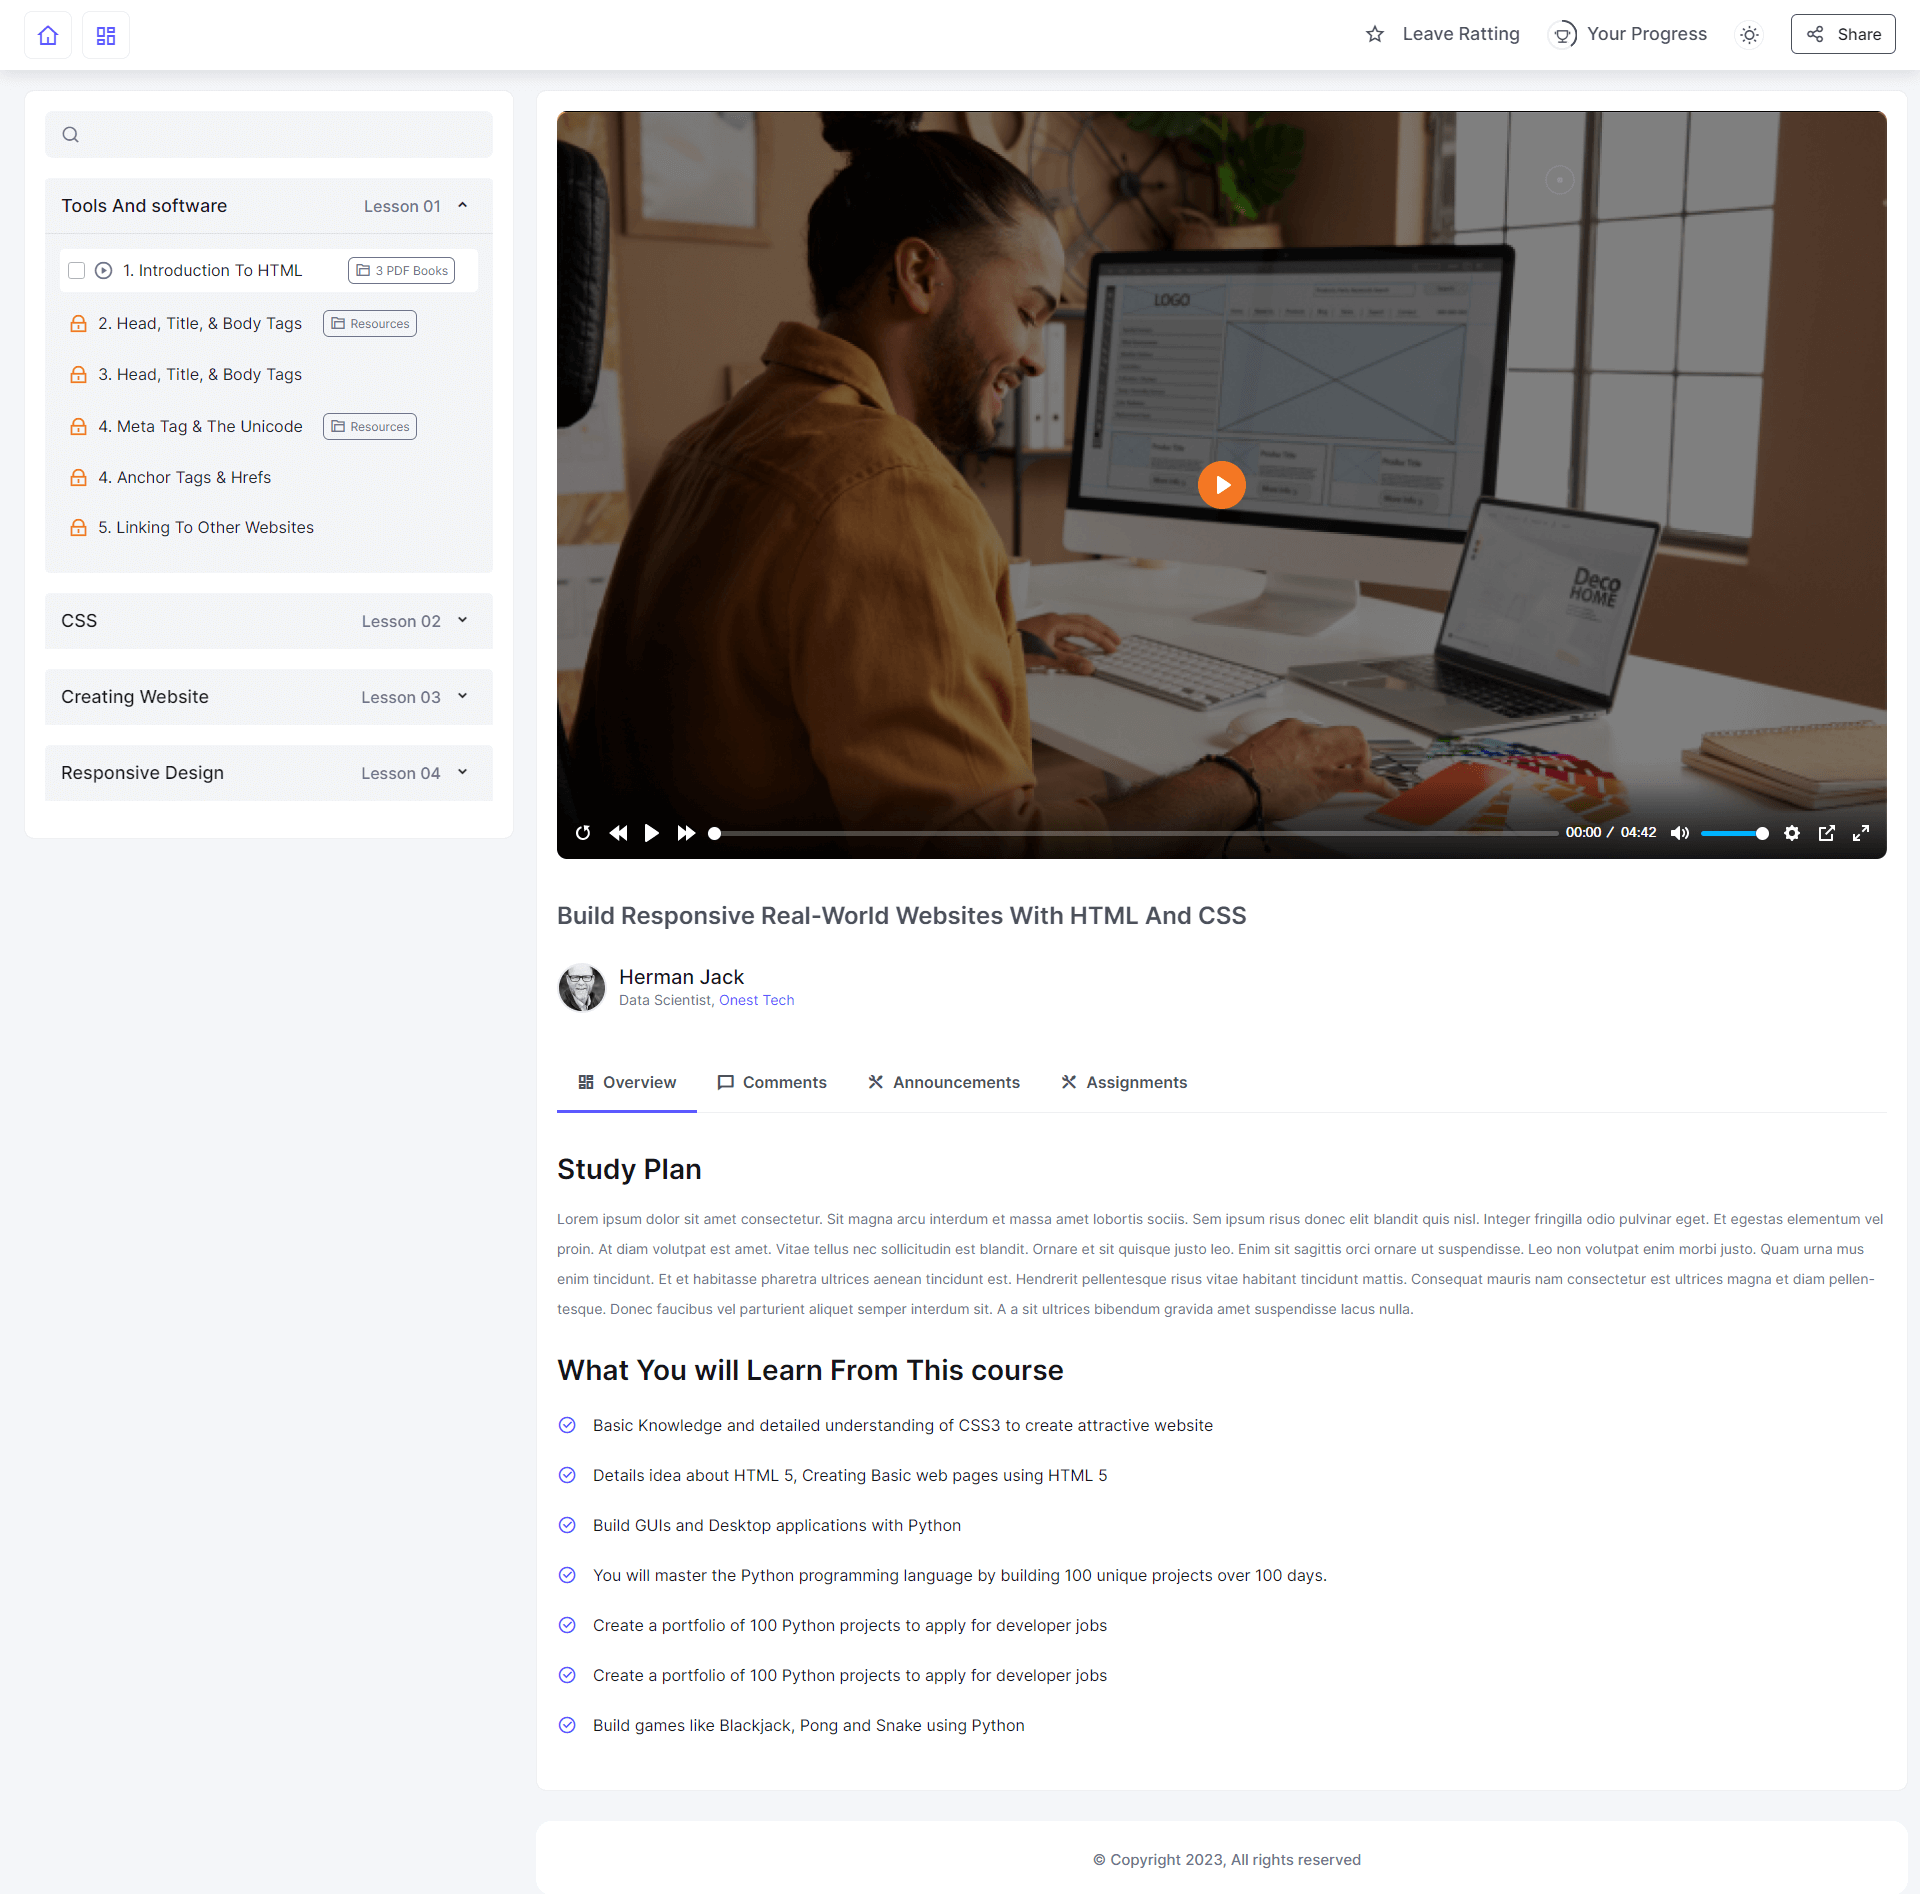 Leave Ratting
Your Progress
Share
Tools And software Lesson 01
1. Introduction To HTML 3 PDF Books
2. Head, Title, & Body Tags Resources
3. Head, Title, & Body Tags
4. Meta Tag & The Unicode Resources
4. Anchor Tags & Hrefs
5. Linking To Other Websites
CSS Lesson 02
Creating Website Lesson 03
Responsive Design Lesson 04
LOGO
Deco
HOME
00:00 / 04:42
Build Responsive Real-World Websites With HTML And CSS
Herman Jack
Data Scientist, Onest Tech
Overview Comments Announcements Assignments
Study Plan
Lorem ipsum dolor sit amet consectetur. Sit magna arcu interdum et massa amet lobortis sociis. Sem ipsum risus donec elit blandit quis nisl. Integer fringilla odio pulvinar eget. Et egestas elementum vel
proin. At diam volutpat est amet. Vitae tellus nec sollicitudin est blandit. Ornare et sit quisque justo leo. Enim sit sagittis orci ornare ut suspendisse. Leo non volutpat enim morbi justo. Quam urna mus
enim tincidunt. Et et habitasse pharetra ultrices aenean tincidunt est. Hendrerit pellentesque risus vitae habitant tincidunt mattis. Consequat mauris nam consectetur est ultrices magna et diam pellen-
tesque. Donec faucibus vel parturient aliquet semper interdum sit. A a sit ultrices bibendum gravida amet suspendisse lacus nulla.
What You will Learn From This course
Basic Knowledge and detailed understanding of CSS3 to create attractive website
Details idea about HTML 5, Creating Basic web pages using HTML 5
Build GUIs and Desktop applications with Python
You will master the Python programming language by building 100 unique projects over 100 days.
Create a portfolio of 100 Python projects to apply for developer jobs
Create a portfolio of 100 Python projects to apply for developer jobs
Build games like Blackjack, Pong and Snake using Python
© Copyright 2023, All rights reserved